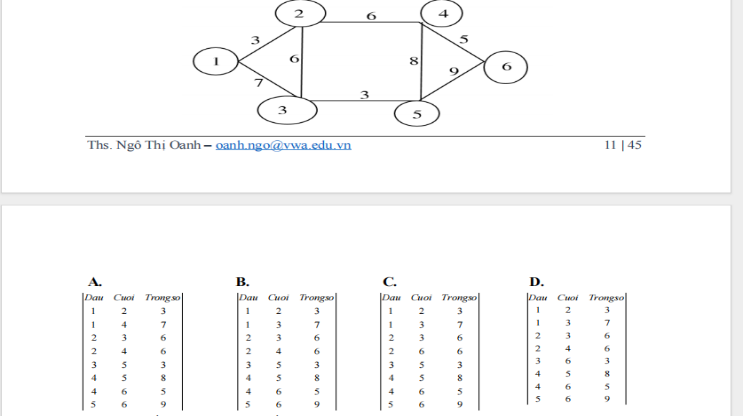 2 6 4
3 5
1 6 8 9 6
7 3
3 5
Ths. Ngô Thị Oanh – oanh.ngo@vwa.edu.vn 11 | 45
A. B. C. D.
Dau Cuoi Trongso Dau Cuoi Trongso Dau Cuoi Trongso Dau Cuoi Trongso
1 2 3 1 2 3 1 2 3 1 2 3
1 4 7 1 3 7 1 3 7 1 3 7
2 3 6 2 3 6 2 3 6 2 3 6
2 4 6 2 4 6 2 6 6 2 4 6
3 5 3 3 5 3 3 5 3 3 6 3
4 5 8 4 5 8 4 5 8 4 5 8
4 6 5 4 6 5 4 6 5 4 6 5
5 6 9 5 6 9 5 6 9 5 6 9